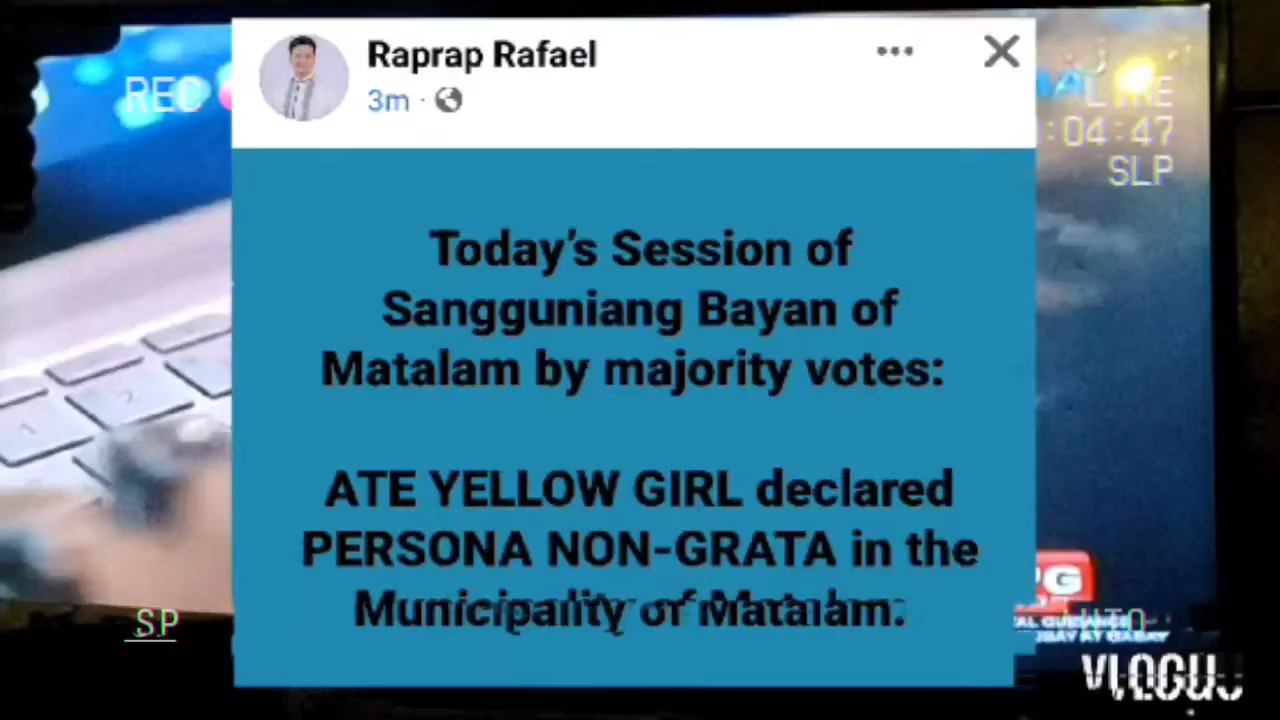 REC
Raprap Rafael
3m ·
:04:47
SLP
Today's Session of
Sangguniang Bayan of
Matalam by majority votes:
ATE YELLOW GIRL declared
PERSONA NON-GRATA in the
Municipality of Matalam.
SP